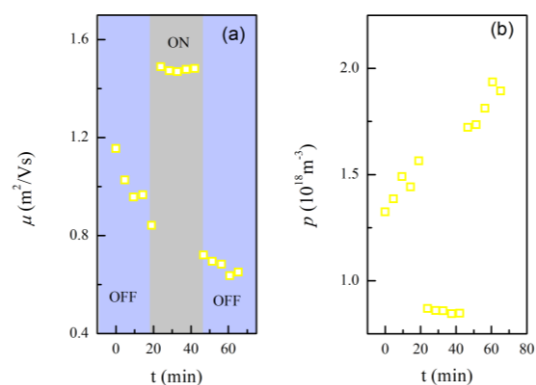 (a)
ON
OFF
OFF
1.6
1.2
0.8
0.4
μ (m²/Vs)
0 20 40 60
t (min)
(b)
2.0
1.5
1.0
p (10¹⁸m⁻³)
0 20 40 60 80
t (min)